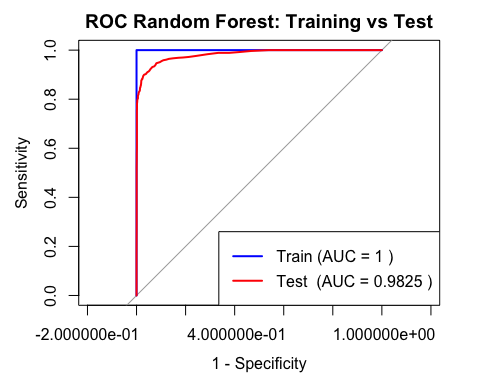 ROC Random Forest: Training vs Test
Sensitivity
1.0
0.8
0.6
0.4
0.2
0.0
Train (AUC = 1 )
Test (AUC = 0.9825 )
-2.000000e-01 4.000000e-01 1.000000e+00
1 - Specificity